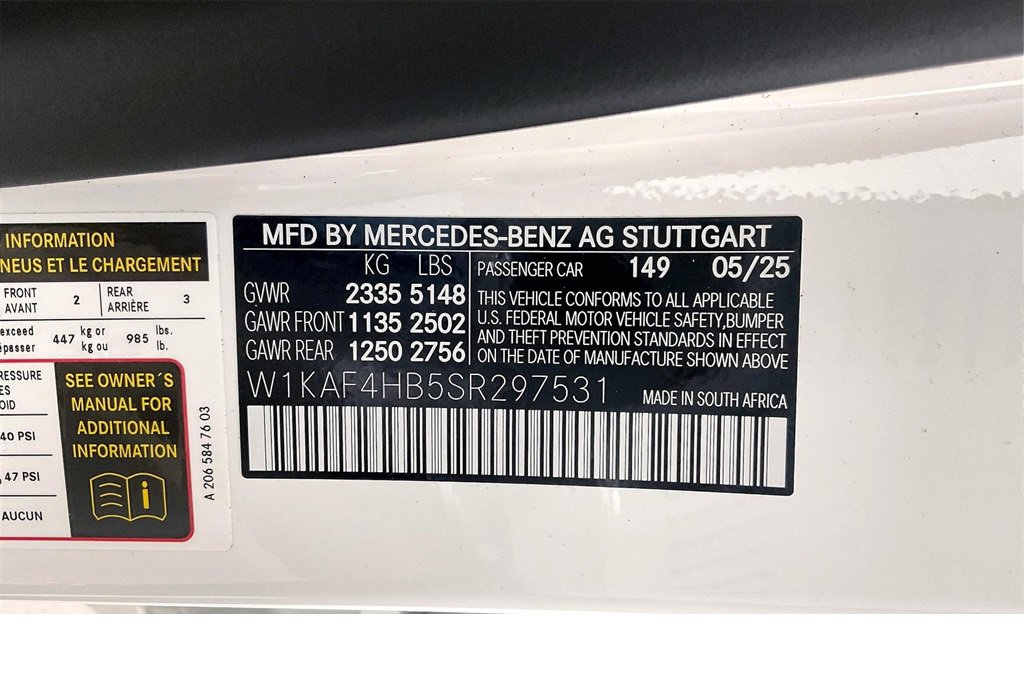 INFORMATION
NEUS ET LE CHARGEMENT
FRONT AVANT 2 REAR ARRIÈRE 3
exceed 447 kg or 985 lbs.
kg ou lb.
OID
40 PSI
47 PSI
AUCUN
SEE OWNER´S
MANUAL FOR
ADDITIONAL
INFORMATION
i
A 206 584 76 03
MFD BY MERCEDES-BENZ AG STUTTGART
KG LBS
GVWR 2335 5148
GAWR FRONT 1135 2502
GAWR REAR 1250 2756
PASSENGER CAR 149 05/25
THIS VEHICLE CONFORMS TO ALL APPLICABLE
U.S. FEDERAL MOTOR VEHICLE SAFETY,BUMPER
AND THEFT PREVENTION STANDARDS IN EFFECT
ON THE DATE OF MANUFACTURE SHOWN ABOVE
W1KAF4HB5SR297531
MADE IN SOUTH AFRICA